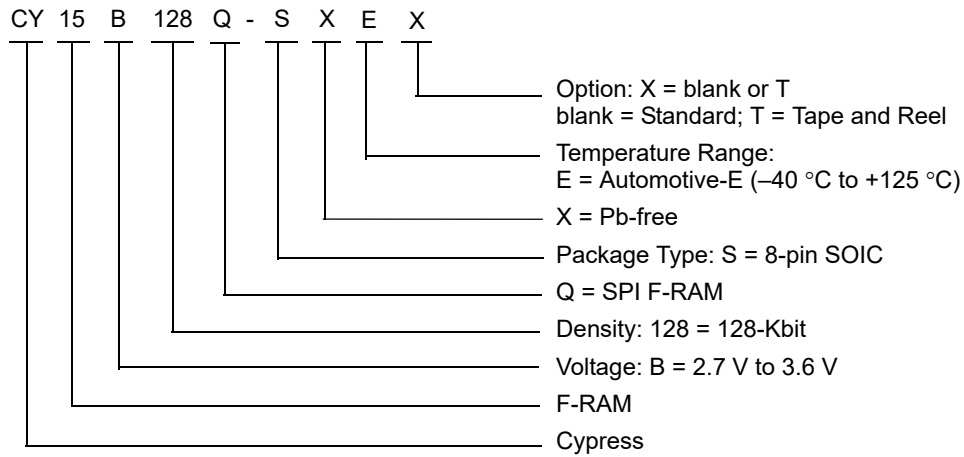 CY 15 B 128 Q - S X E X
Option: X = blank or T
blank = Standard; T = Tape and Reel
Temperature Range:
E = Automotive-E (–40 °C to +125 °C)
X = Pb-free
Package Type: S = 8-pin SOIC
Q = SPI F-RAM
Density: 128 = 128-Kbit
Voltage: B = 2.7 V to 3.6 V
F-RAM
Cypress